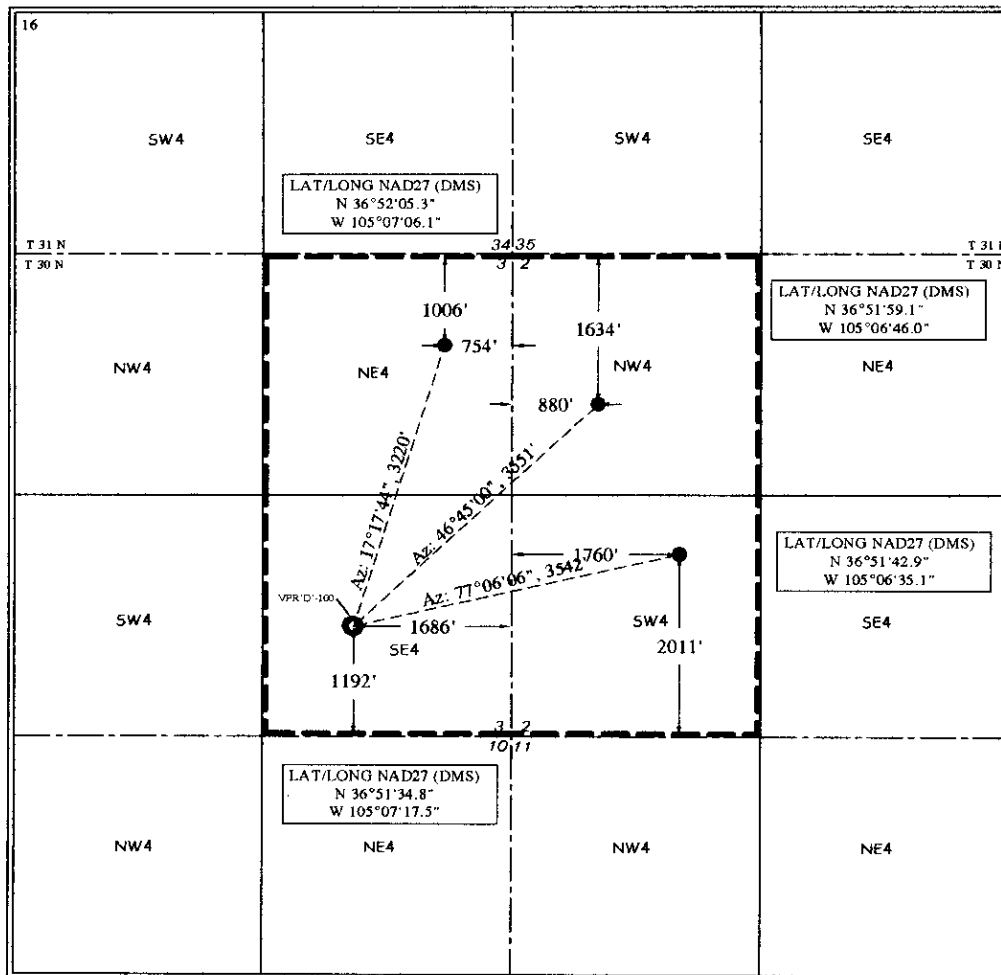 16
SW4
SE4
SW4
SE4
LAT/LONG NAD27 (DMS)
N 36°52'05.3"
W 105°07'06.1"
T 31 N
34 35
T 31 N
T 30 N
3 2
T 30 N
LAT/LONG NAD27 (DMS)
N 36°51'59.1"
W 105°06'46.0"
1006'
1634'
754'
NW4
NE4
NW4
NE4
880'
Az: 17°17'44", 3220'
Az: 46°45'00", 3551'
LAT/LONG NAD27 (DMS)
N 36°51'42.9"
W 105°06'35.1"
1760'
Az: 77°06'06", 3542'
VPR'D'-100
SW4
1686'
SE4
SW4
SE4
2011'
1192'
3 2
10 11
LAT/LONG NAD27 (DMS)
N 36°51'34.8"
W 105°07'17.5"
NW4
NE4
NW4
NE4